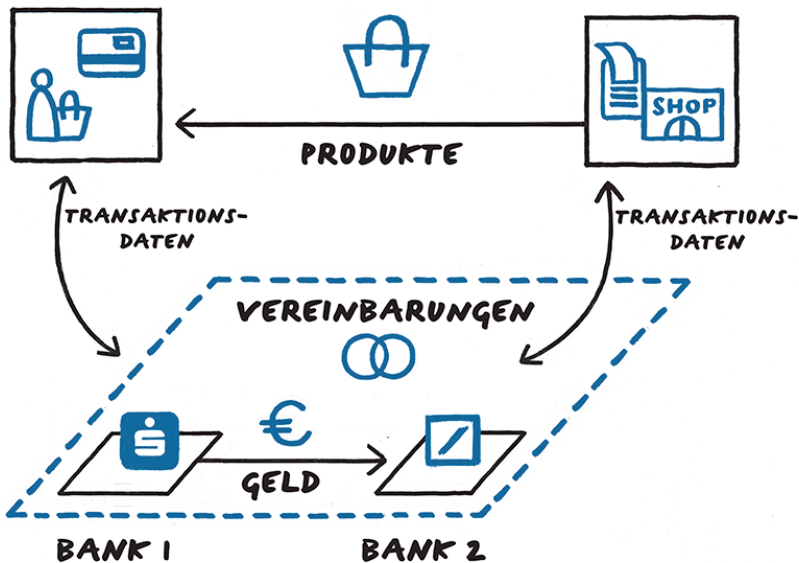 SHOP
PRODUKTE
TRANSAKTIONS-
DATEN
TRANSAKTIONS-
DATEN
VEREINBARUNGEN
€
S
GELD
BANK 1
BANK 2